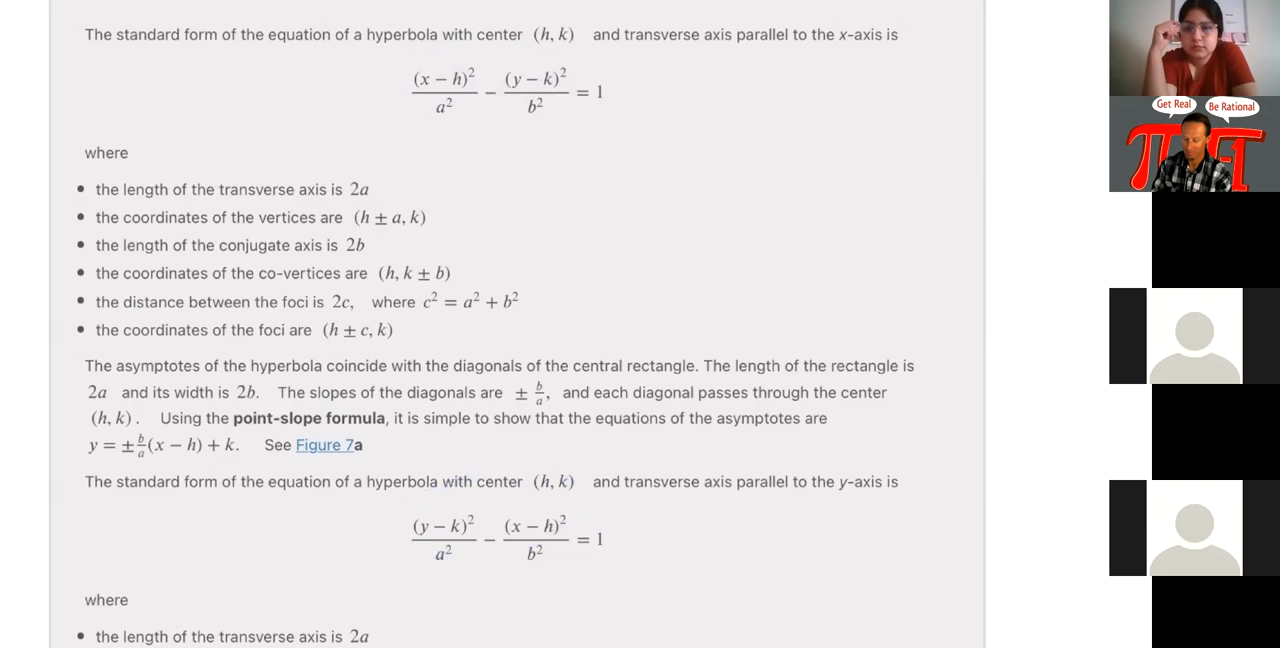 The standard form of the equation of a hyperbola with center (h, k) and transverse axis parallel to the x-axis is
(x − h)² / a² − (y − k)² / b² = 1
where
• the length of the transverse axis is 2a
• the coordinates of the vertices are (h ± a, k)
• the length of the conjugate axis is 2b
• the coordinates of the co-vertices are (h, k ± b)
• the distance between the foci is 2c, where c² = a² + b²
• the coordinates of the foci are (h ± c, k)
The asymptotes of the hyperbola coincide with the diagonals of the central rectangle. The length of the rectangle is
2a and its width is 2b. The slopes of the diagonals are ± b/a, and each diagonal passes through the center
(h, k). Using the point-slope formula, it is simple to show that the equations of the asymptotes are
y = ± b/a (x − h) + k. See Figure 7a
The standard form of the equation of a hyperbola with center (h, k) and transverse axis parallel to the y-axis is
(y − k)² / a² − (x − h)² / b² = 1
where
• the length of the transverse axis is 2a
Get Real
Be Rational